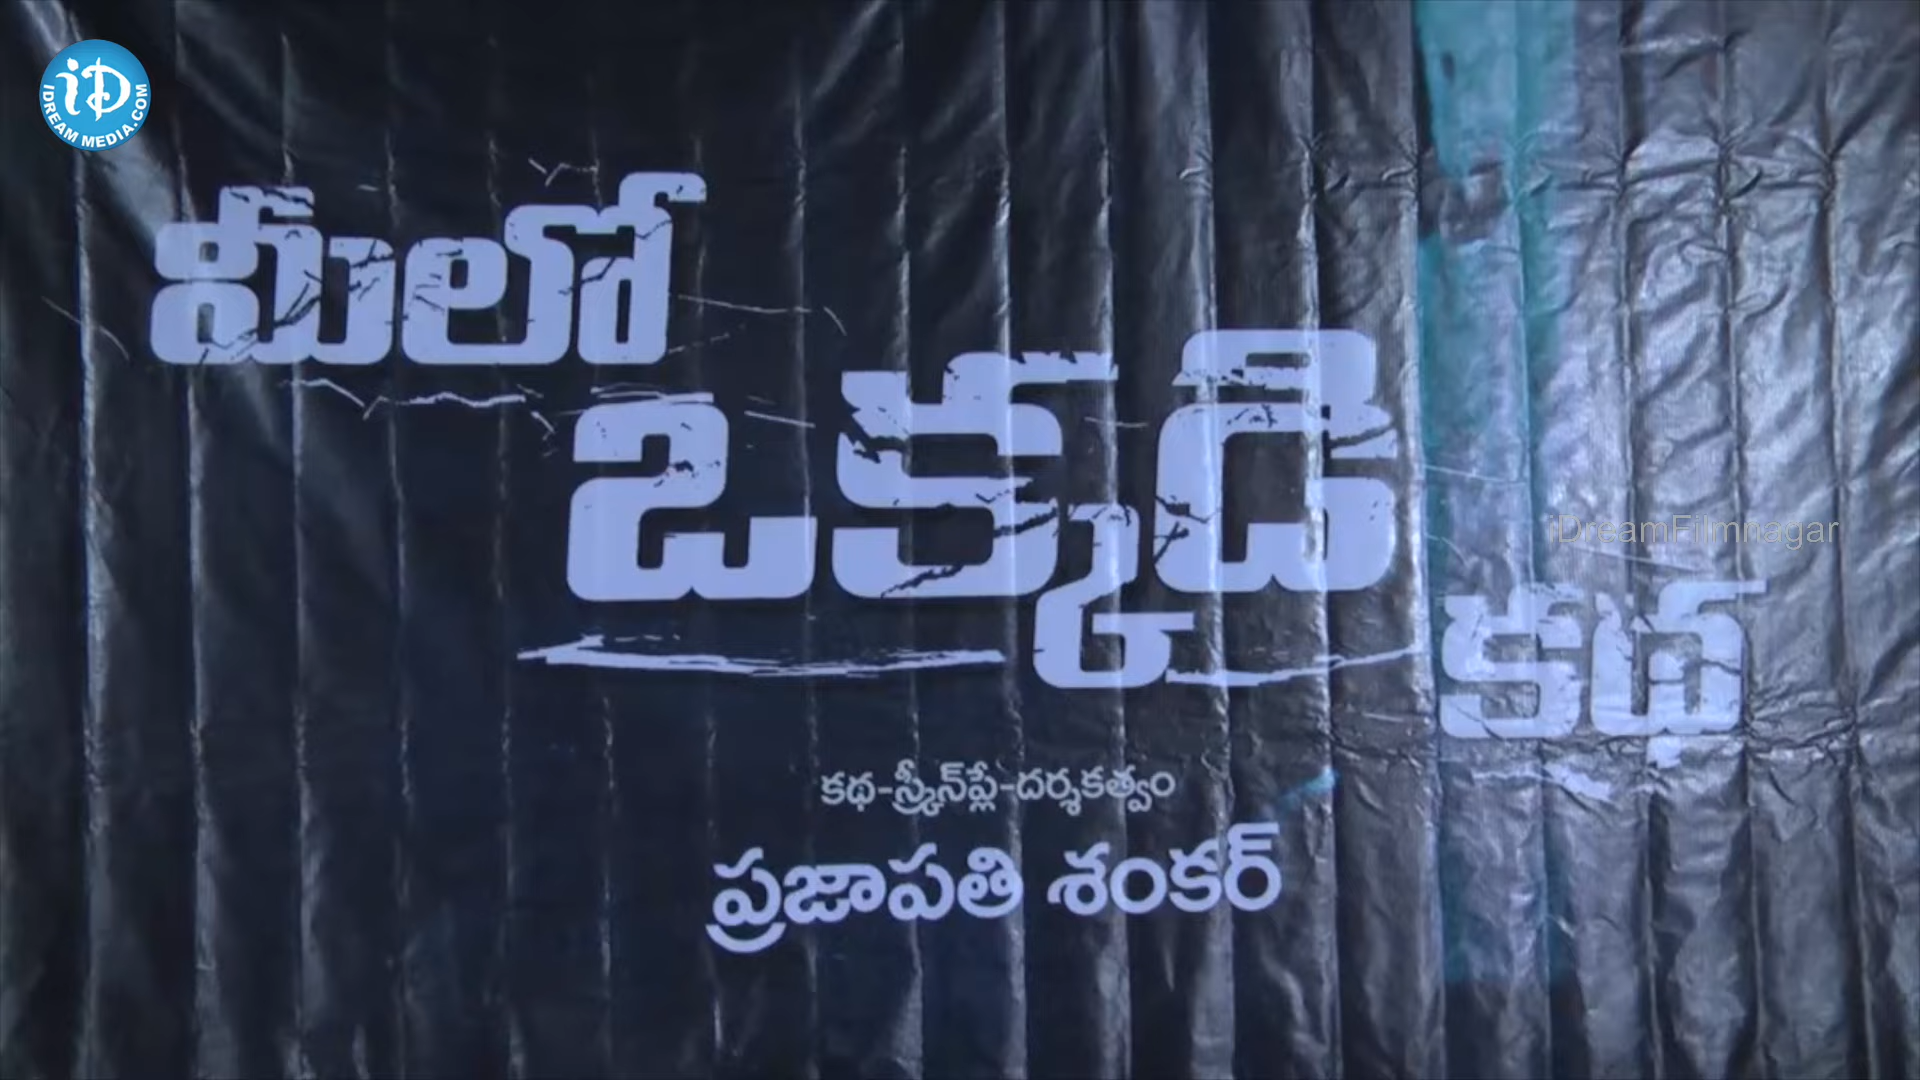 iD
IDREAM MEDIA.COM
మీలో
ఒక్కడి
iDreamFilmnagar
కథ
కథ-స్క్రీన్‌ప్లే-దర్శకత్వం
ప్రజాపతి శంకర్